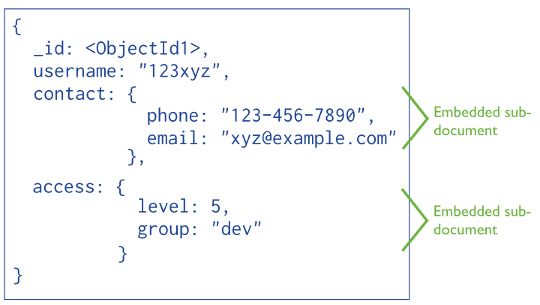 {
_id: <ObjectId1>,
username: "123xyz",
contact: {
phone: "123-456-7890",
email: "xyz@example.com"
},
access: {
level: 5,
group: "dev"
}
}
Embedded sub-
document
Embedded sub-
document